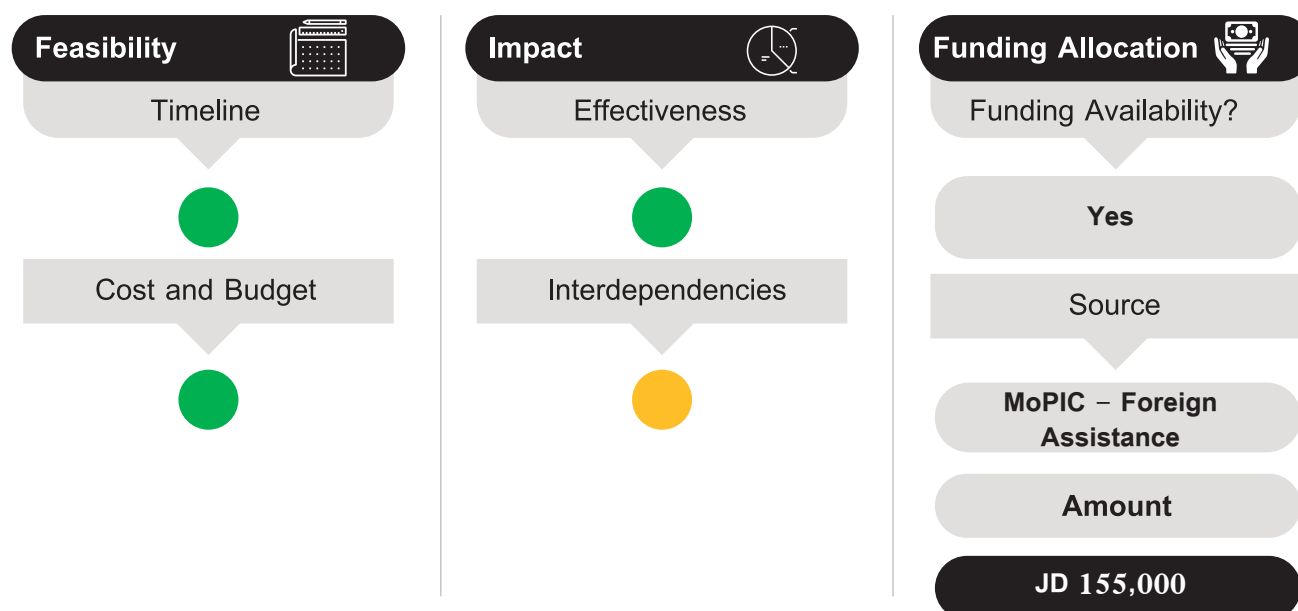 Feasibility
Timeline
Cost and Budget
Impact
Effectiveness
Interdependencies
Funding Allocation
Funding Availability?
Yes
Source
MoPIC – Foreign
Assistance
Amount
JD 155,000